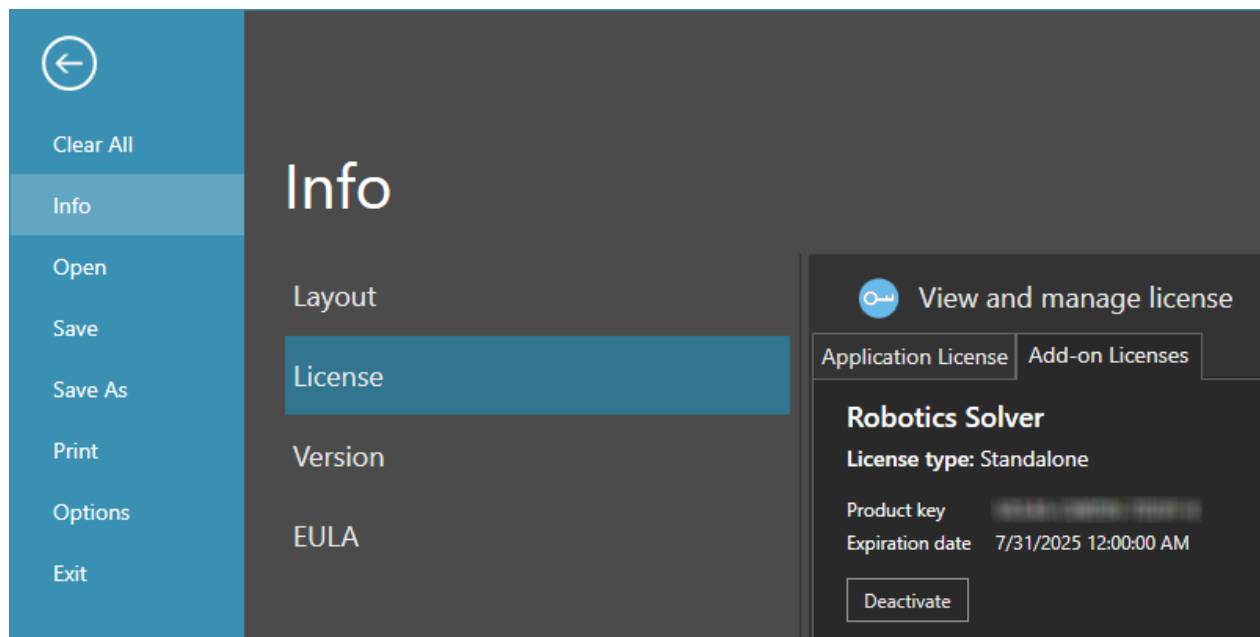 Clear All
Info
Open
Save
Save As
Print
Options
Exit
Info
Layout
License
Version
EULA
View and manage license
Application License
Add-on Licenses
Robotics Solver
License type: Standalone
Product key
Expiration date 7/31/2025 12:00:00 AM
Deactivate